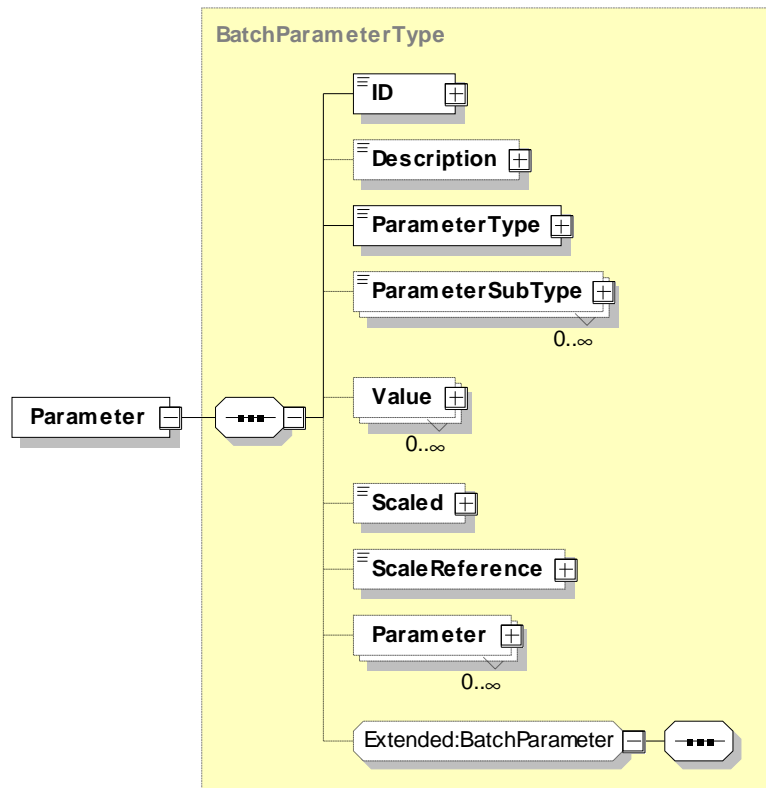 BatchParameterType
ID
Description
ParameterType
ParameterSubType
0..∞
Value
0..∞
Parameter
Scaled
ScaleReference
Parameter
0..∞
Extended:BatchParameter